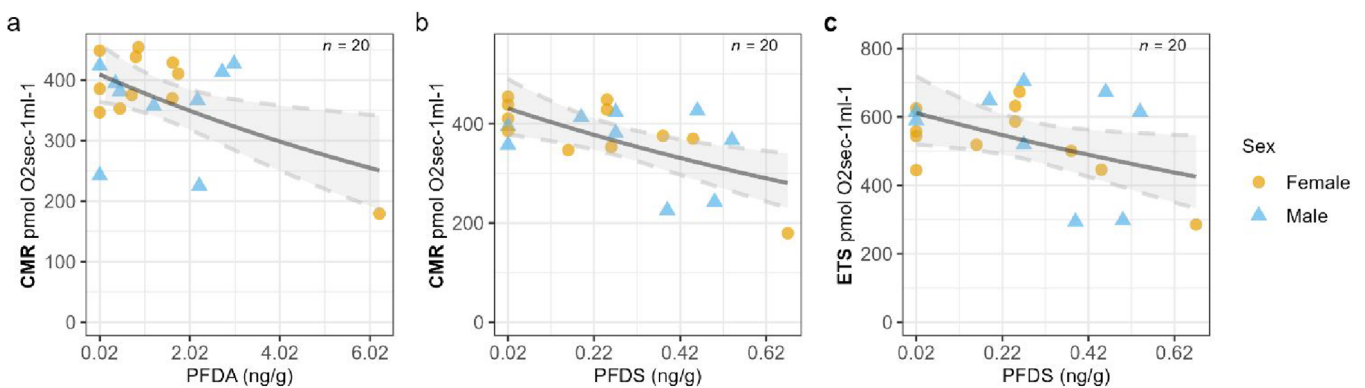 a
n = 20
400
300
200
100
0
0.02 2.02 4.02 6.02
PFDA (ng/g)
CMR pmol O2sec-1ml-1
b
n = 20
400
200
0
0.02 0.22 0.42 0.62
PFDS (ng/g)
CMR pmol O2sec-1ml-1
c
n = 20
800
600
400
200
0
0.02 0.22 0.42 0.62
PFDS (ng/g)
ETS pmol O2sec-1ml-1
Sex
Female
Male